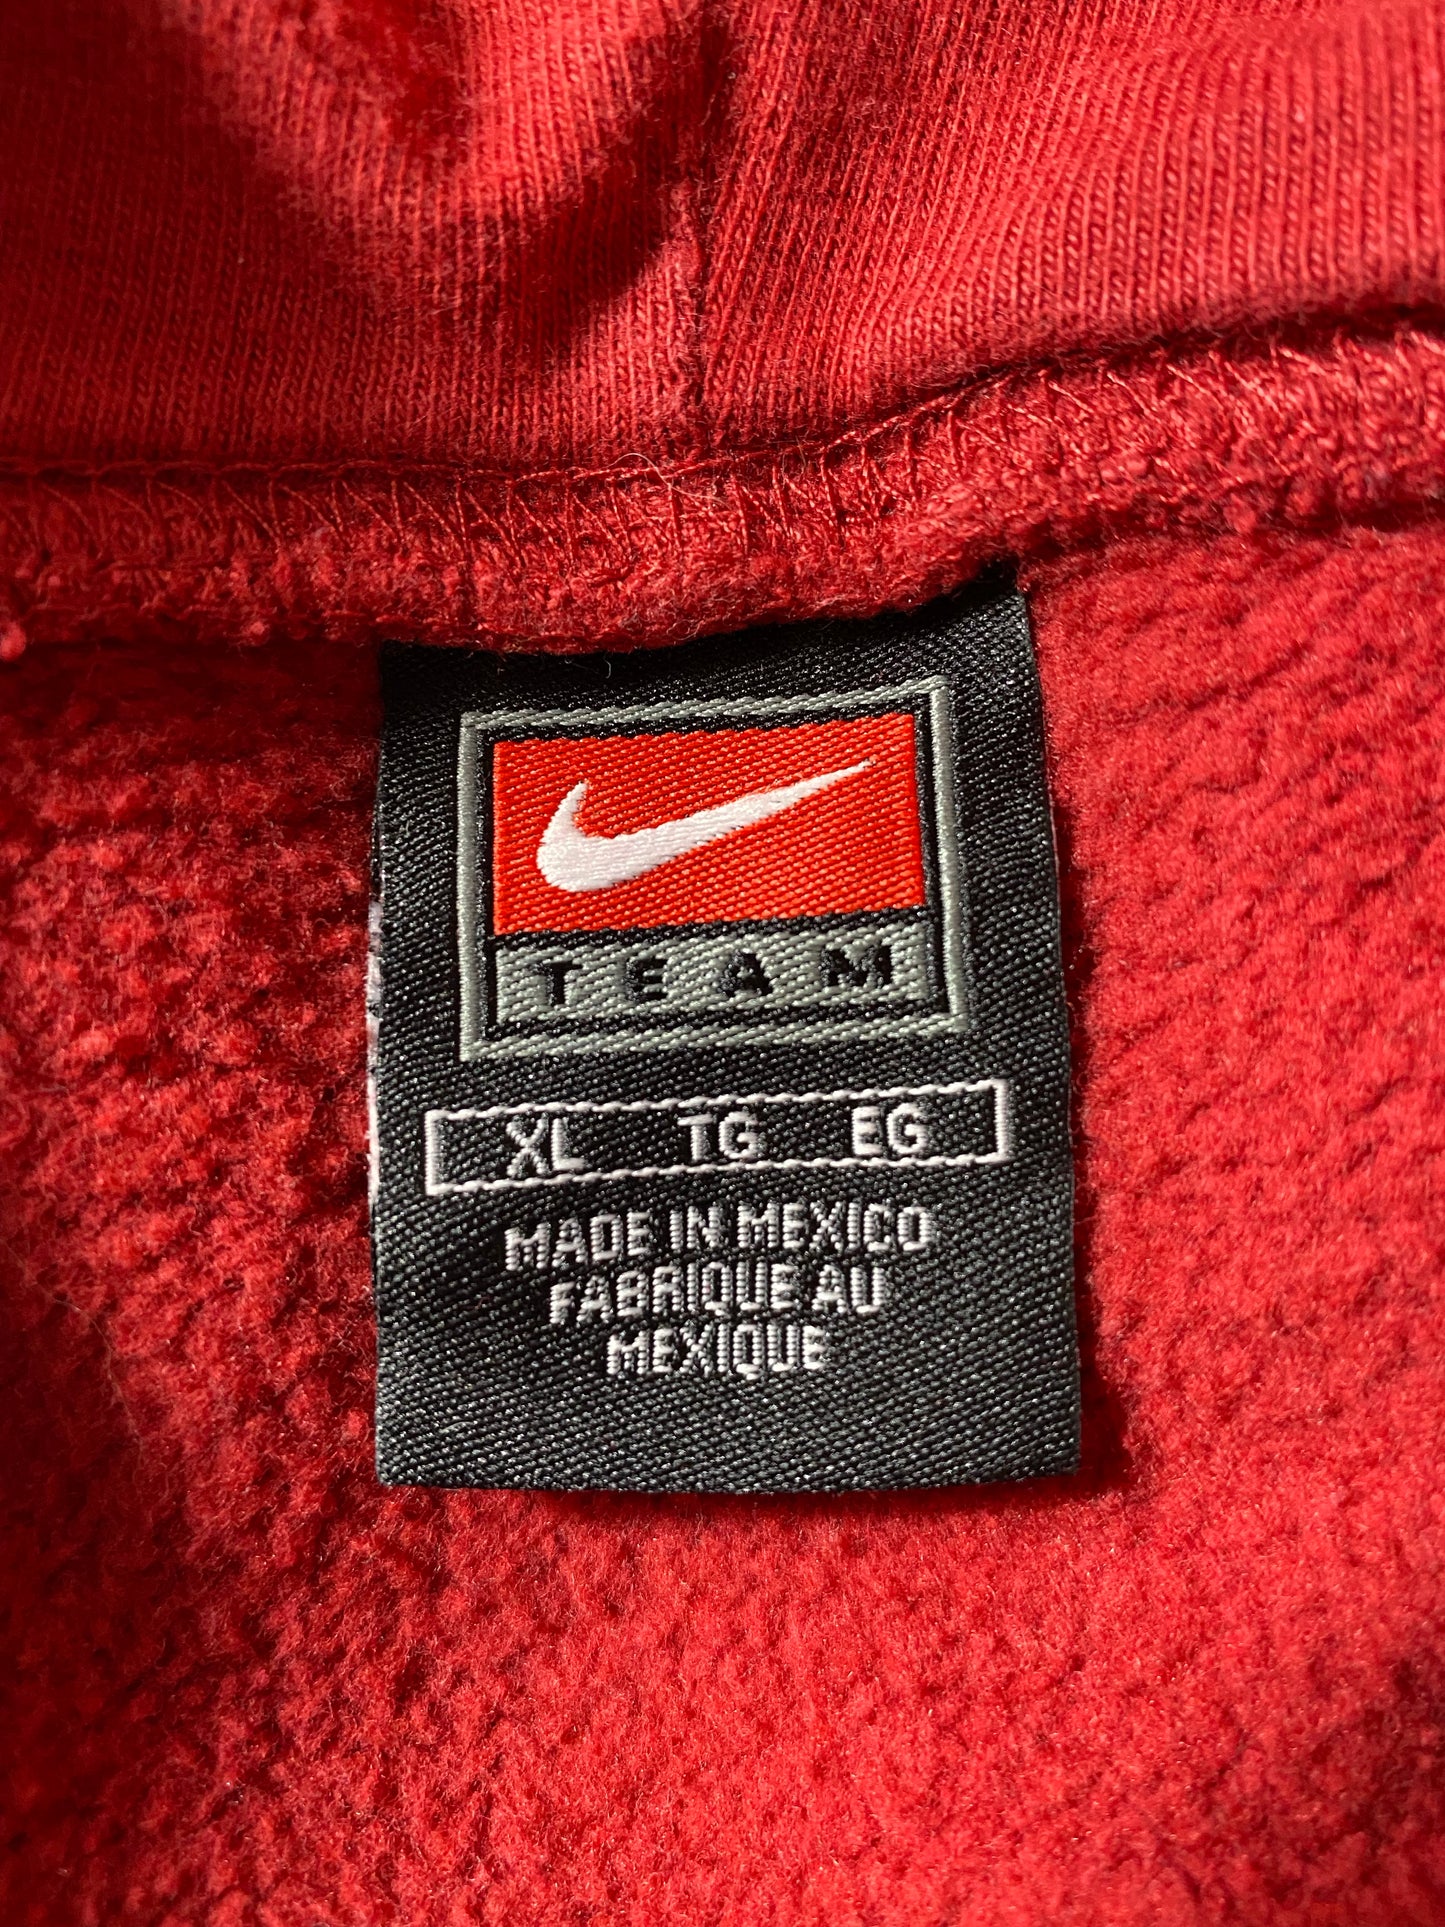 TEAM
XL TG EG
MADE IN MEXICO
FABRIQUE AU
MEXIQUE